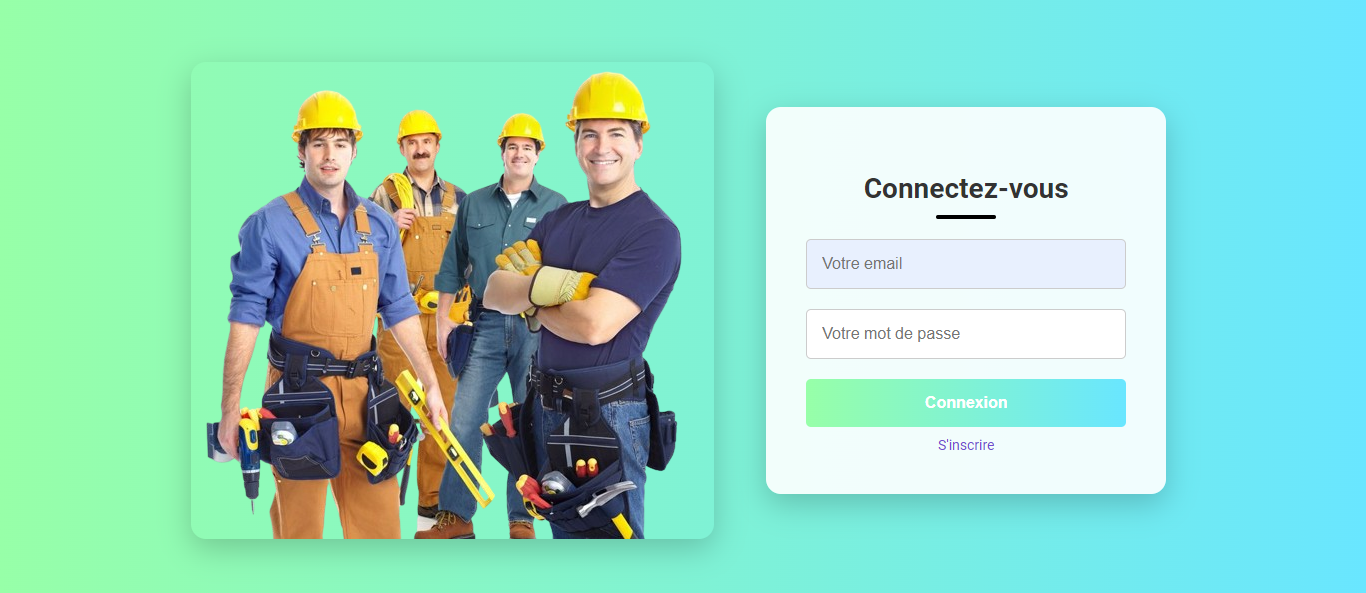 Connectez-vous
Votre email
Votre mot de passe
Connexion
S'inscrire